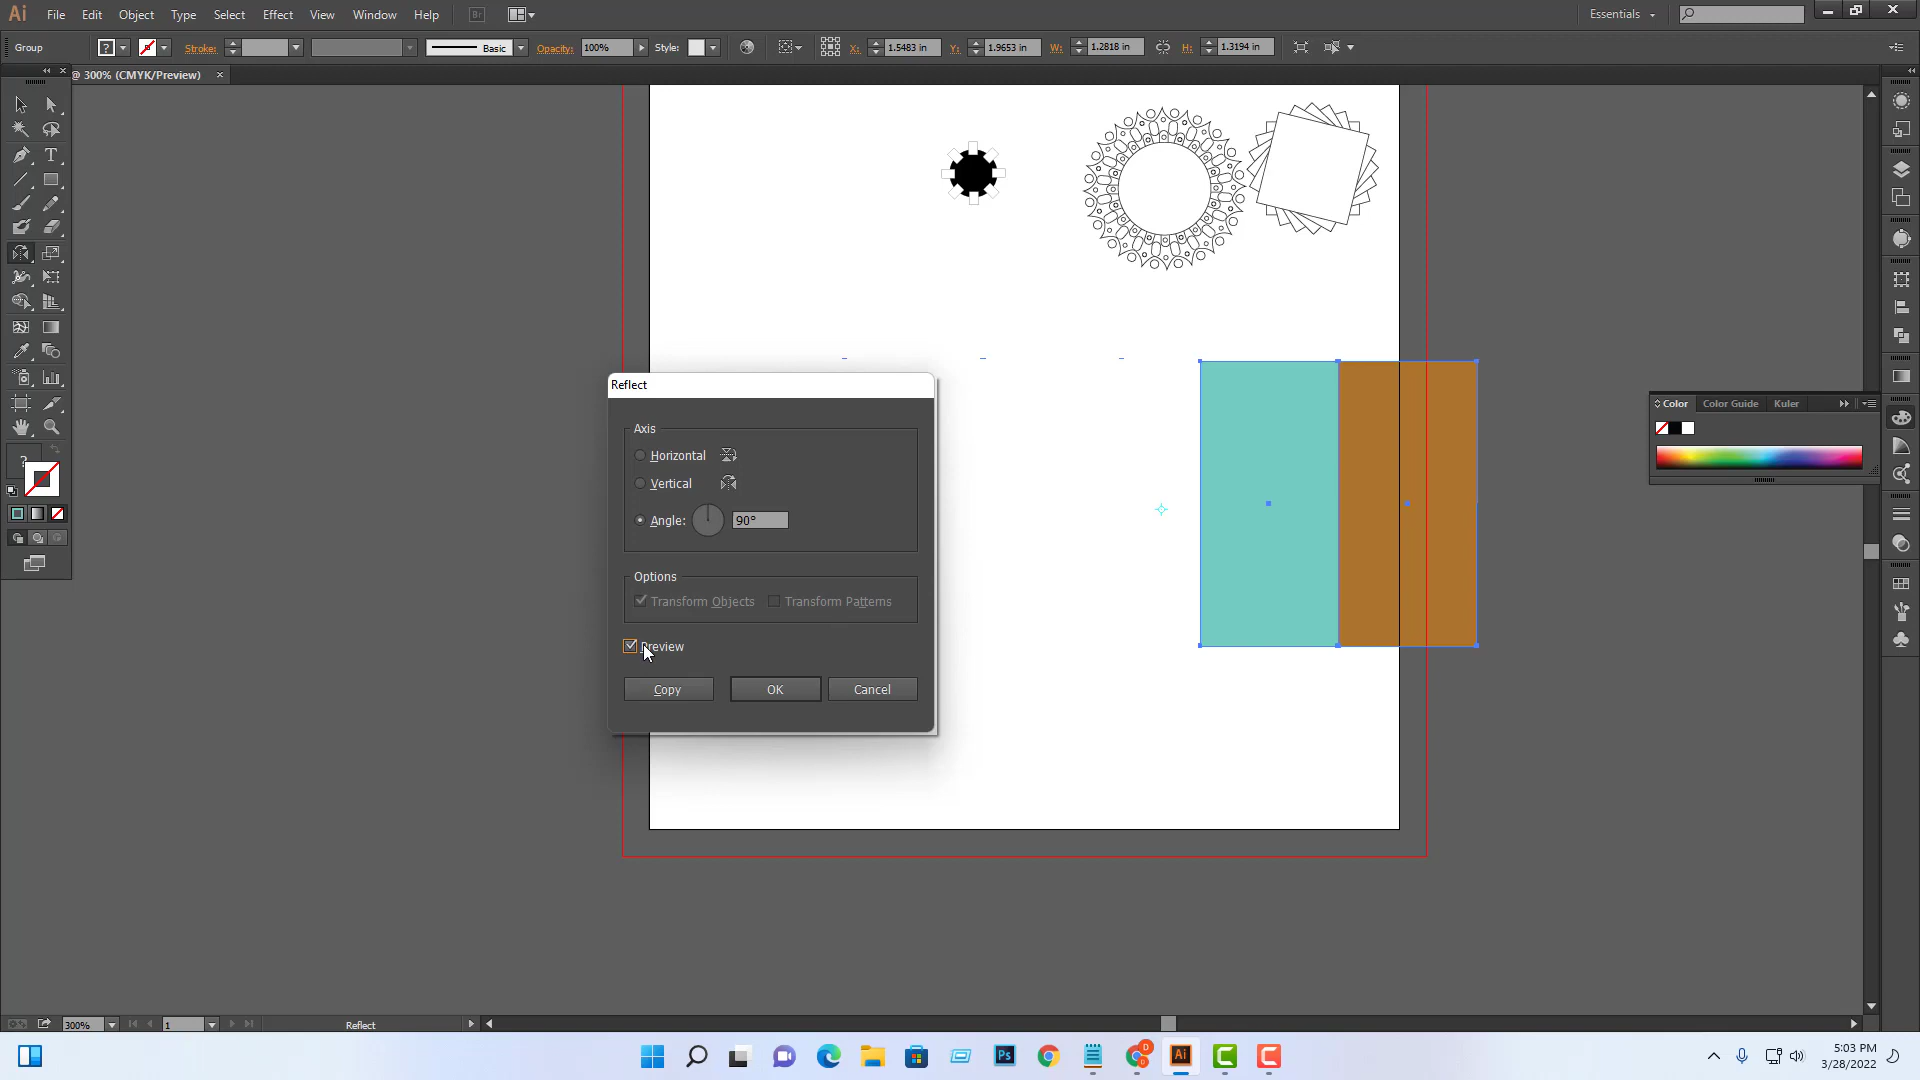 Ai File Edit Object Type Select Effect View Window Help Br Essentials
Group ? Stroke: Basic Opacity: 100% Style: X: 1.5483 in Y: 1.9653 in W: 1.2818 in H: 1.3194 in
@ 300% (CMYK/Preview)
Reflect
Axis
Horizontal
Vertical
Angle: 90°
Options
Transform Objects Transform Patterns
Preview
Copy OK Cancel
Color Color Guide Kuler
?
300% 1 Reflect
Ps D Ai
5:03 PM
3/28/2022